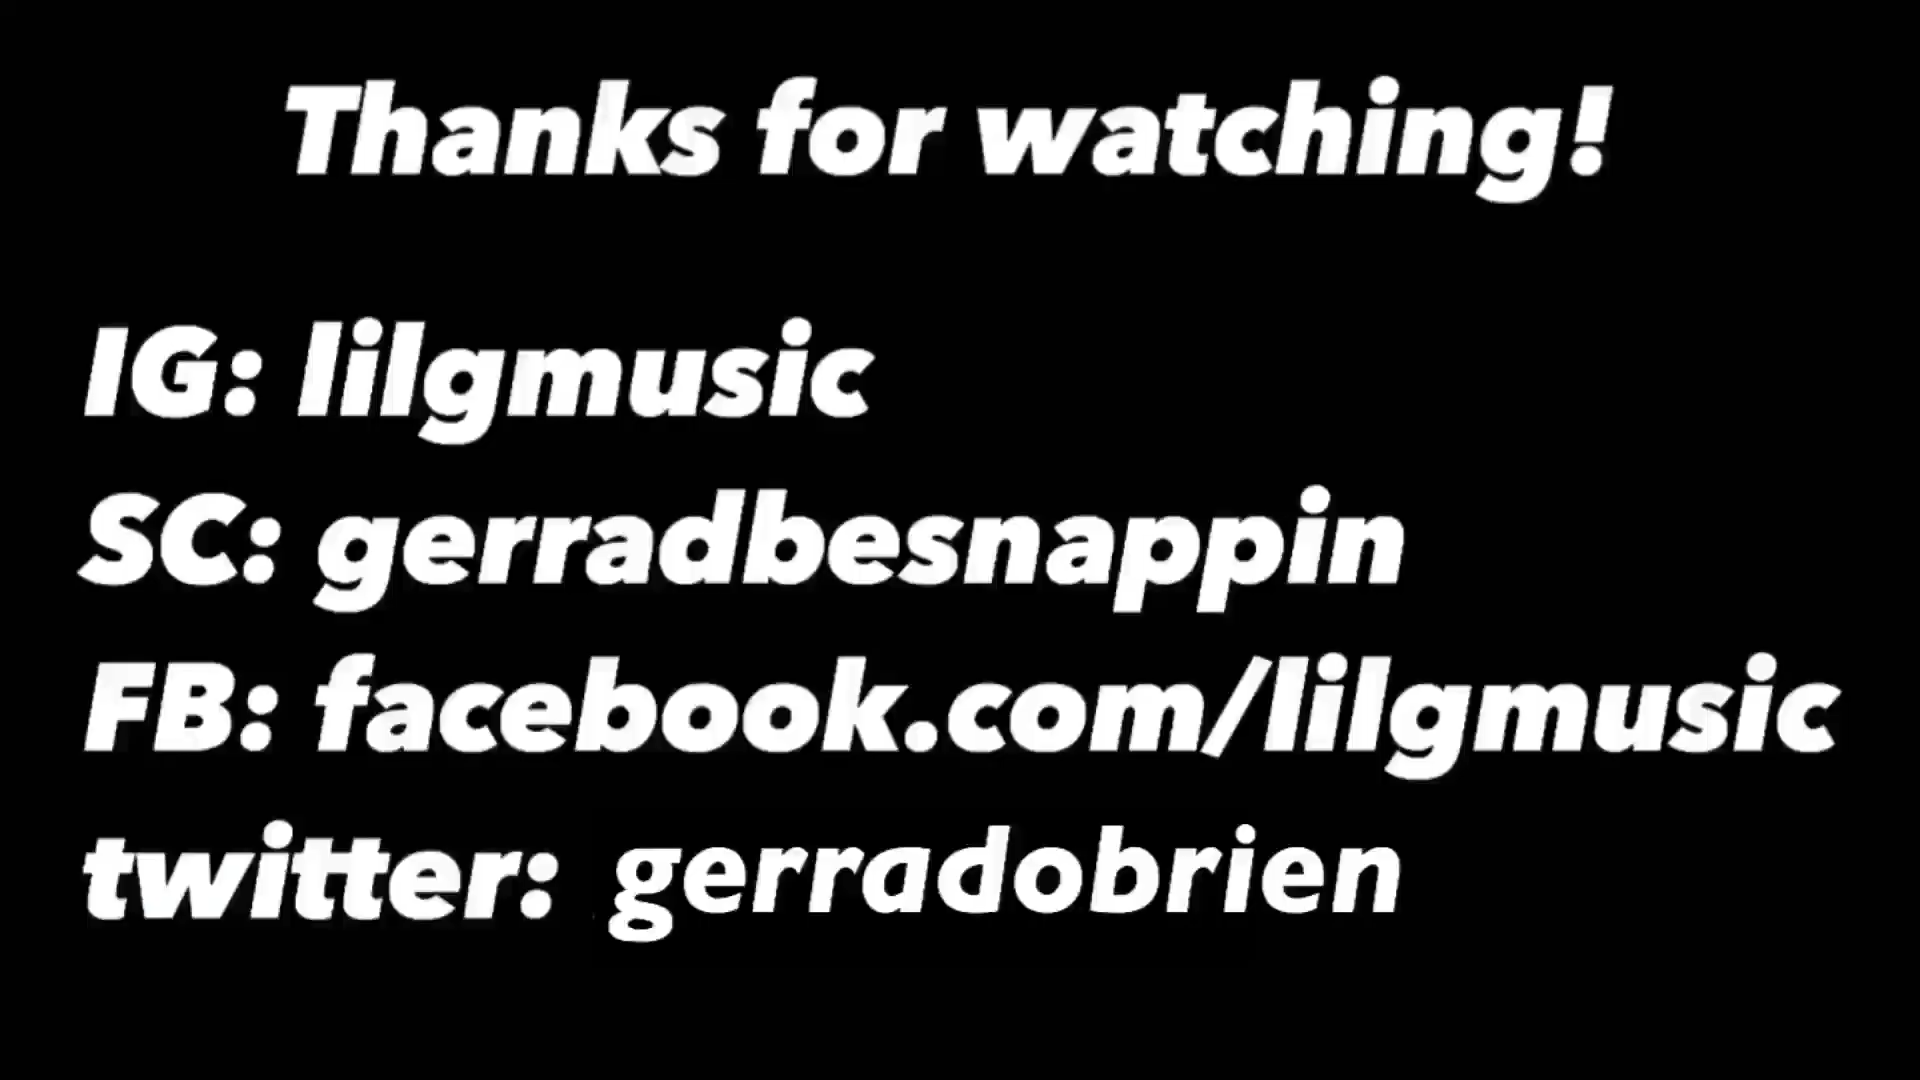 Thanks for watching!
IG: lilgmusic
SC: gerradbesnappin
FB: facebook.com/lilgmusic
twitter: gerradobrien